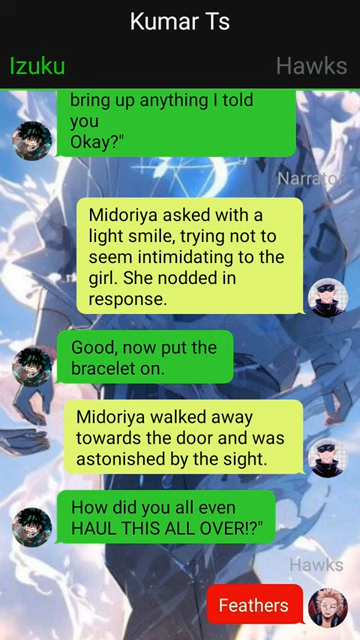 Kumar Ts
Izuku
Hawks
bring up anything I told
you
Okay?"
Narrator
Midoriya asked with a
light smile, trying not to
seem intimidating to the
girl. She nodded in
response.
Good, now put the
bracelet on.
Midoriya walked away
towards the door and was
astonished by the sight.
How did you all even
HAUL THIS ALL OVER!?"
Hawks
Feathers